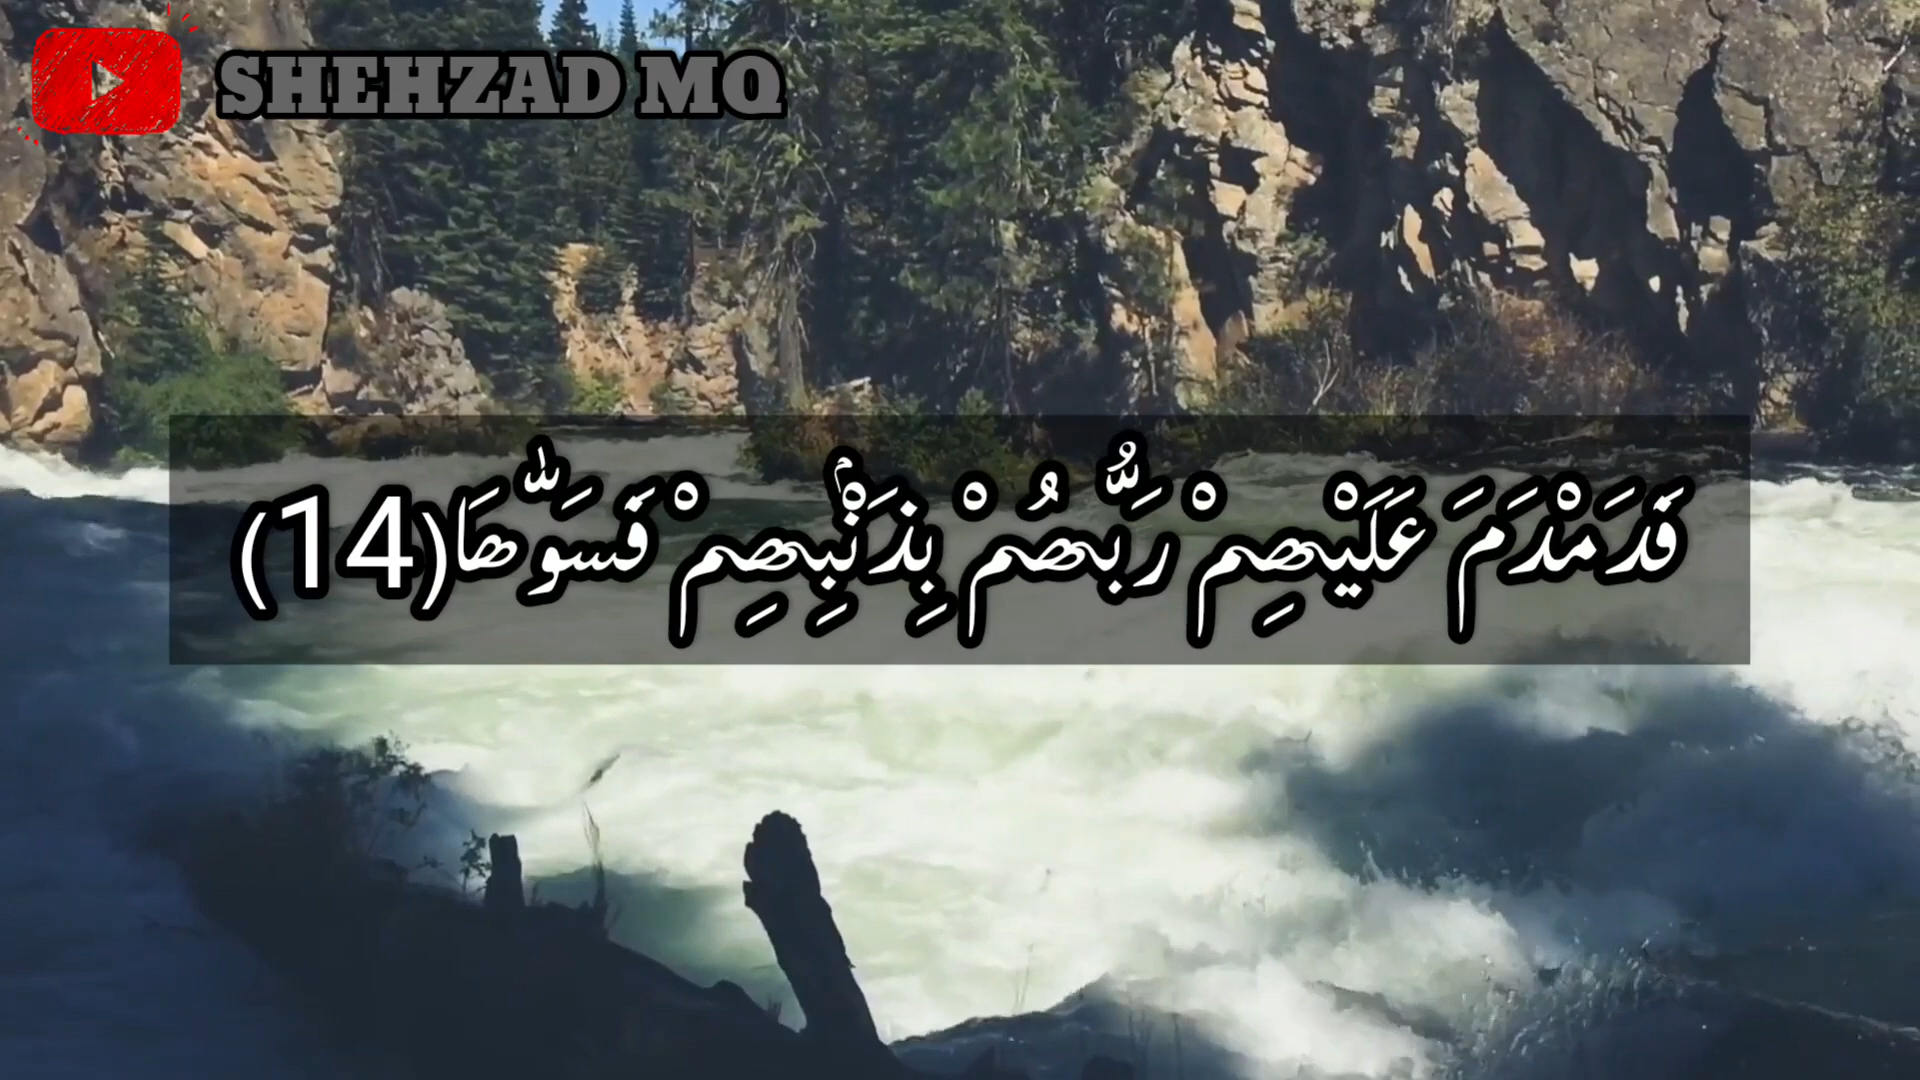 SHEHZAD MQ
فَدَمْدَمَ عَلَيْهِمْ رَبُّهُمْ بِذَنْۢبِهِمْ فَسَوّٰىهَا(14)